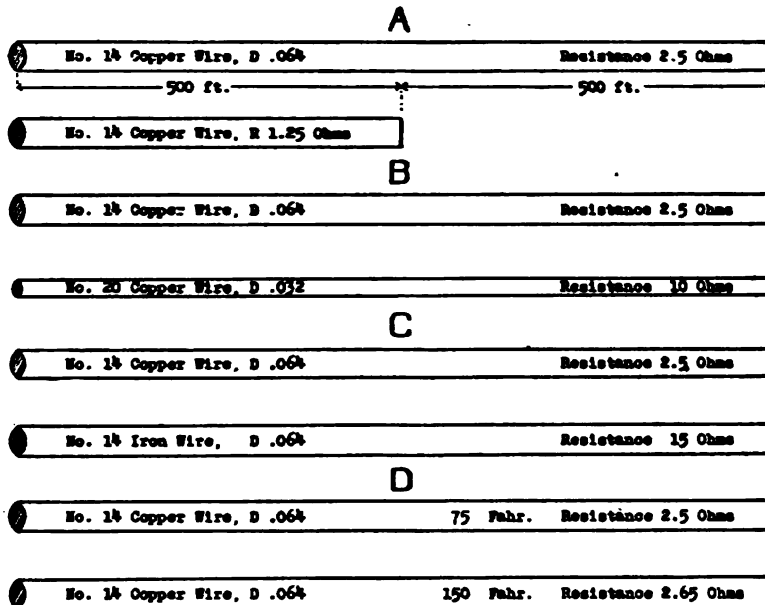 A
No. 14 Copper Wire, D .064 Resistance 2.5 Ohms
500 ft. 500 ft.
No. 14 Copper Wire, R 1.25 Ohms
B
No. 14 Copper Wire, D .064 Resistance 2.5 Ohms
No. 20 Copper Wire, D .032 Resistance 10 Ohms
C
No. 14 Copper Wire, D .064 Resistance 2.5 Ohms
No. 14 Iron Wire, D .064 Resistance 15 Ohms
D
No. 14 Copper Wire, D .064 75 Fahr. Resistance 2.5 Ohms
No. 14 Copper Wire, D .064 150 Fahr. Resistance 2.65 Ohms